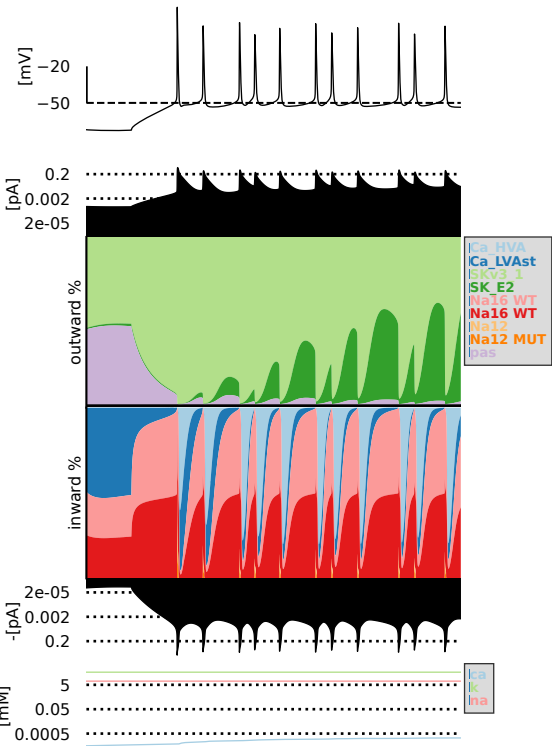 [mV]
−20
−50
[pA]
0.2
0.002
2e-05
outward %
Ca_HVA
Ca_LVAst
SKv3_1
SK_E2
Na16 WT
Na16 WT
Na12
Na12 MUT
pas
inward %
-[pA]
2e-05
0.002
0.2
[mM]
5
0.05
0.0005
ca
k
na